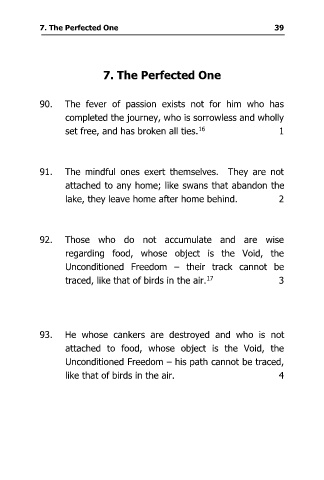 7. The Perfected One 39
7. The Perfected One
90. The fever of passion exists not for him who has
completed the journey, who is sorrowless and wholly
set free, and has broken all ties.16 1
91. The mindful ones exert themselves. They are not
attached to any home; like swans that abandon the
lake, they leave home after home behind. 2
92. Those who do not accumulate and are wise
regarding food, whose object is the Void, the
Unconditioned Freedom – their track cannot be
traced, like that of birds in the air.17 3
93. He whose cankers are destroyed and who is not
attached to food, whose object is the Void, the
Unconditioned Freedom – his path cannot be traced,
like that of birds in the air. 4